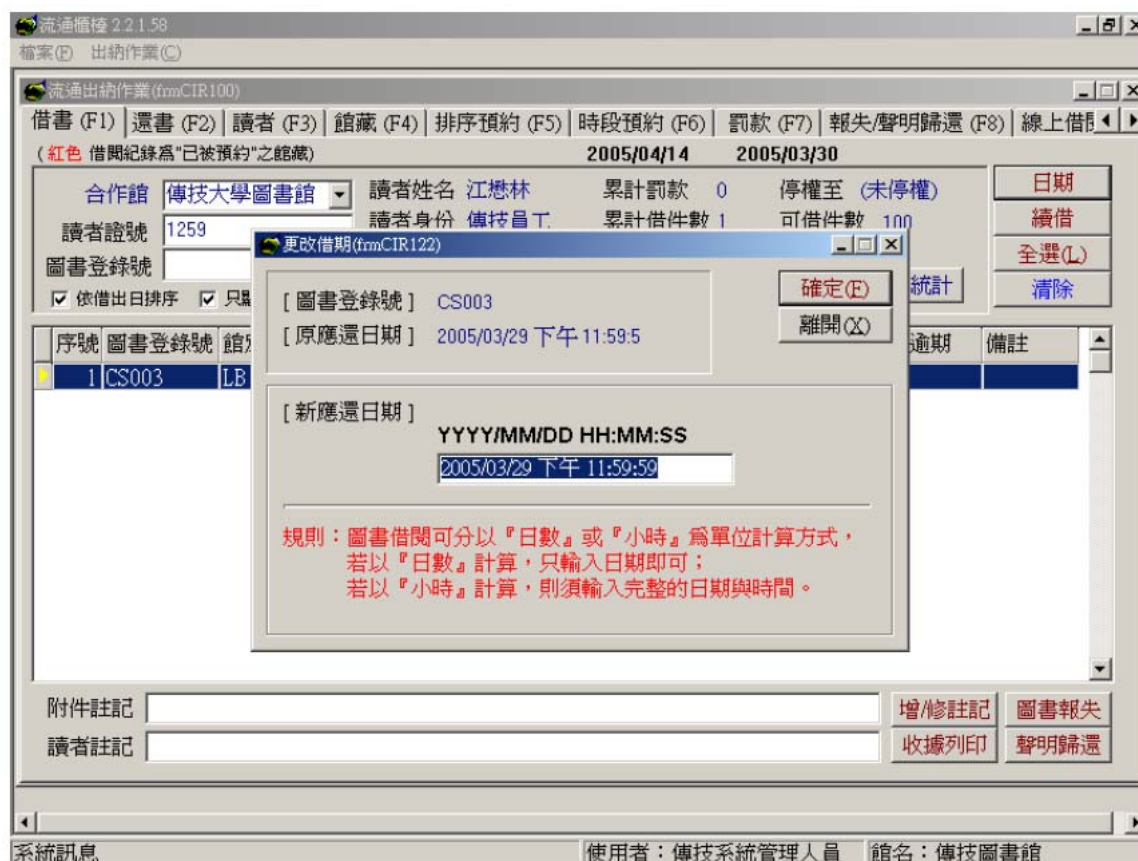 流通櫃檯 2.2.1.58
檔案(F) 出納作業(C)
流通出納作業(frmCIR100)
借書 (F1) 還書 (F2) 讀者 (F3) 館藏 (F4) 排序預約 (F5) 時段預約 (F6) 罰款 (F7) 報失/聲明歸還 (F8) 線上借
(紅色 借閱紀錄為"已被預約"之館藏) 2005/04/14 2005/03/30
合作館 傳技大學圖書館 讀者姓名 江懋林 累計罰款 0 停權至 (未停權) 日期
讀者證號 1259 讀者身份 傳技員工 累計借件數 1 可借件數 100 續借
圖書登錄號 全選(L)
依借出日排序 只 統計 清除
更改借期(frmCIR122)
[ 圖書登錄號 ] CS003 確定(F)
[ 原應還日期 ] 2005/03/29 下午 11:59:5 離開(X)
序號 圖書登錄號 館 逾期 備註
1 CS003 LB
[ 新應還日期 ]
YYYY/MM/DD HH:MM:SS
2005/03/29 下午 11:59:59
規則：圖書借閱可分以『日數』或『小時』為單位計算方式，
若以『日數』計算，只輸入日期即可；
若以『小時』計算，則須輸入完整的日期與時間。
附件註記 增/修註記 圖書報失
讀者註記 收據列印 聲明歸還
系統訊息 使用者：傳技系統管理人員 館名：傳技圖書館